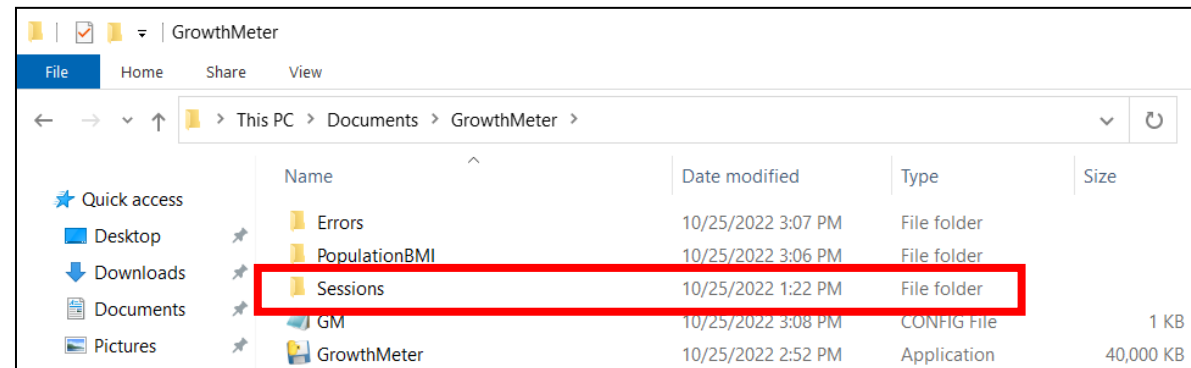 GrowthMeter
File Home Share View
This PC > Documents > GrowthMeter >
Name Date modified Type Size
Quick access
Desktop
Downloads
Documents
Pictures
Errors 10/25/2022 3:07 PM File folder
PopulationBMI 10/25/2022 3:06 PM File folder
Sessions 10/25/2022 1:22 PM File folder
GM 10/25/2022 3:08 PM CONFIG File 1 KB
GrowthMeter 10/25/2022 2:52 PM Application 40,000 KB